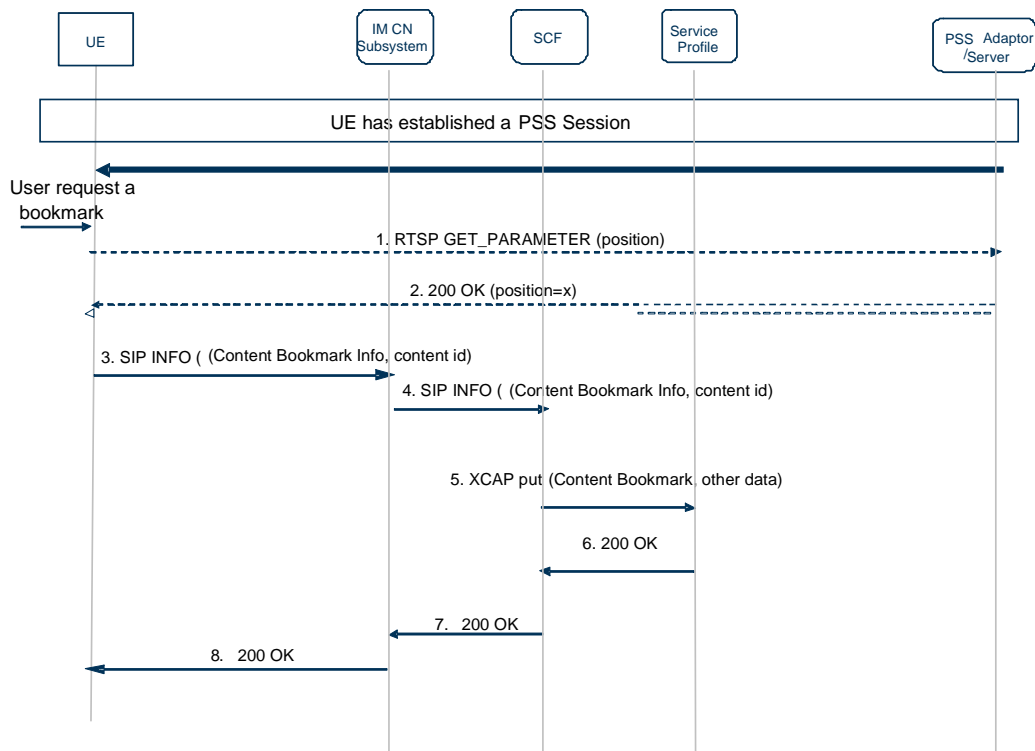 UE
IM CN
Subsystem
SCF
Service
Profile
PSS Adaptor
/Server
UE has established a PSS Session
User request a
bookmark
1. RTSP GET_PARAMETER (position)
2. 200 OK (position=x)
3. SIP INFO ( (Content Bookmark Info, content id)
4. SIP INFO ( (Content Bookmark Info, content id)
5. XCAP put (Content Bookmark, other data)
6. 200 OK
7. 200 OK
8. 200 OK